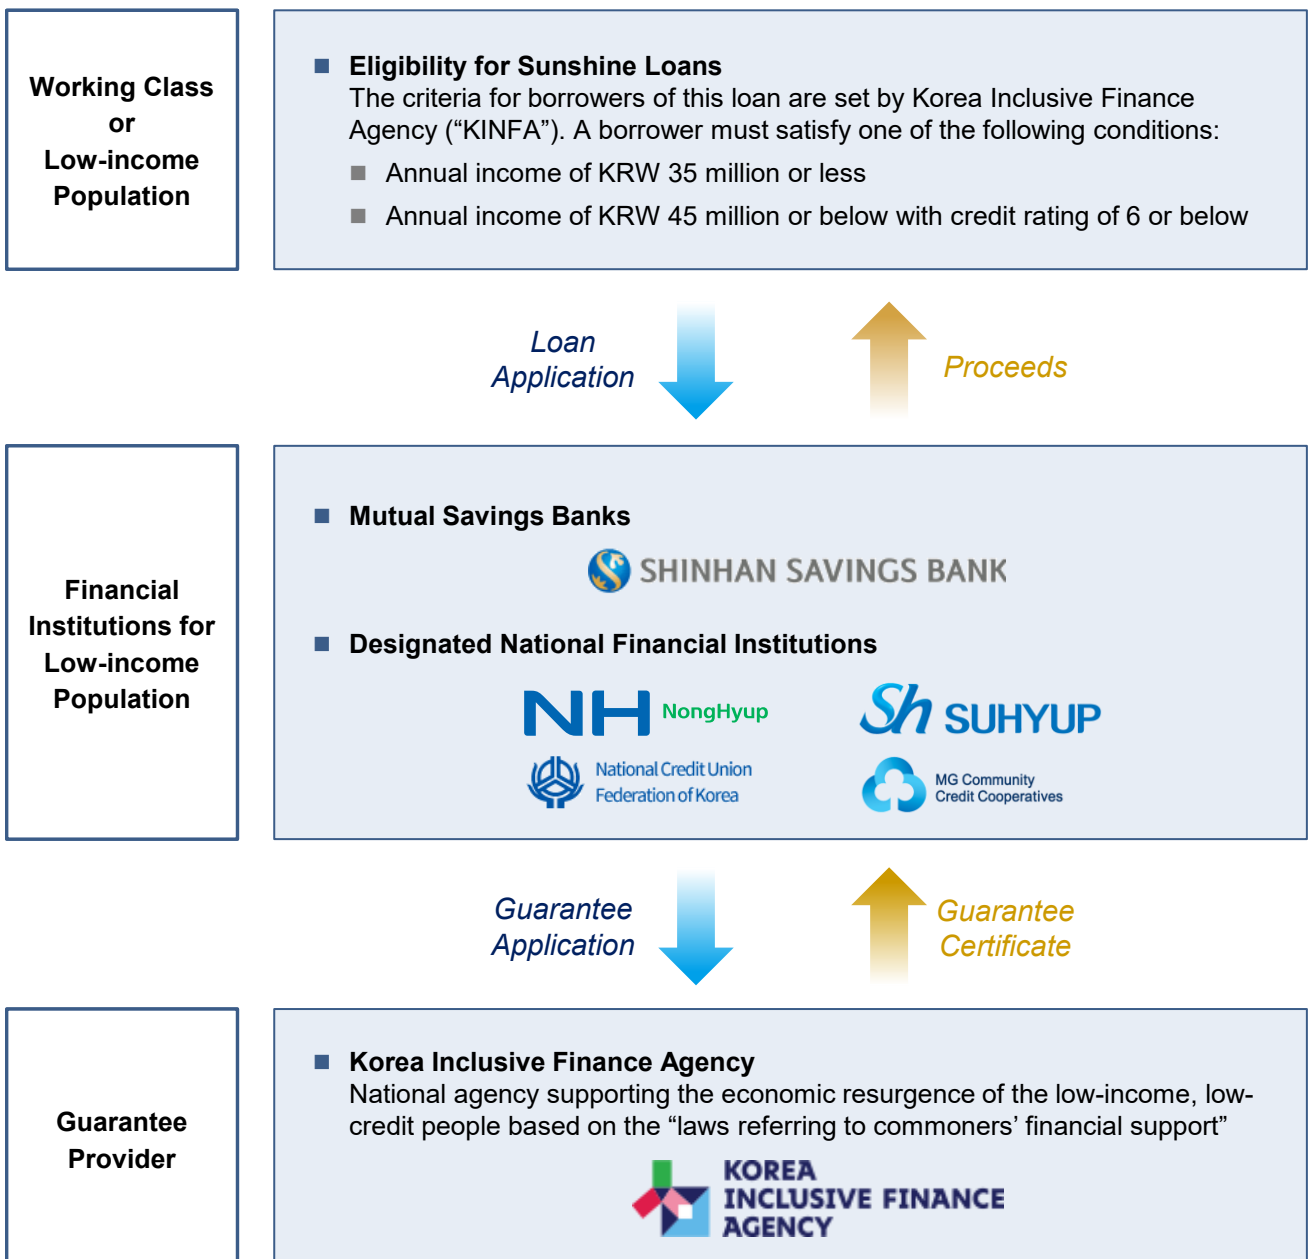 Working Class
or
Low-income
Population
■ Eligibility for Sunshine Loans
The criteria for borrowers of this loan are set by Korea Inclusive Finance
Agency (“KINFA”). A borrower must satisfy one of the following conditions:
■ Annual income of KRW 35 million or less
■ Annual income of KRW 45 million or below with credit rating of 6 or below
Loan
Application
Proceeds
Financial
Institutions for
Low-income
Population
■ Mutual Savings Banks
SHINHAN SAVINGS BANK
■ Designated National Financial Institutions
NH NongHyup
Sh SUHYUP
National Credit Union
Federation of Korea
MG Community
Credit Cooperatives
Guarantee
Application
Guarantee
Certificate
Guarantee
Provider
■ Korea Inclusive Finance Agency
National agency supporting the economic resurgence of the low-income, low-
credit people based on the “laws referring to commoners’ financial support”
KOREA
INCLUSIVE FINANCE
AGENCY